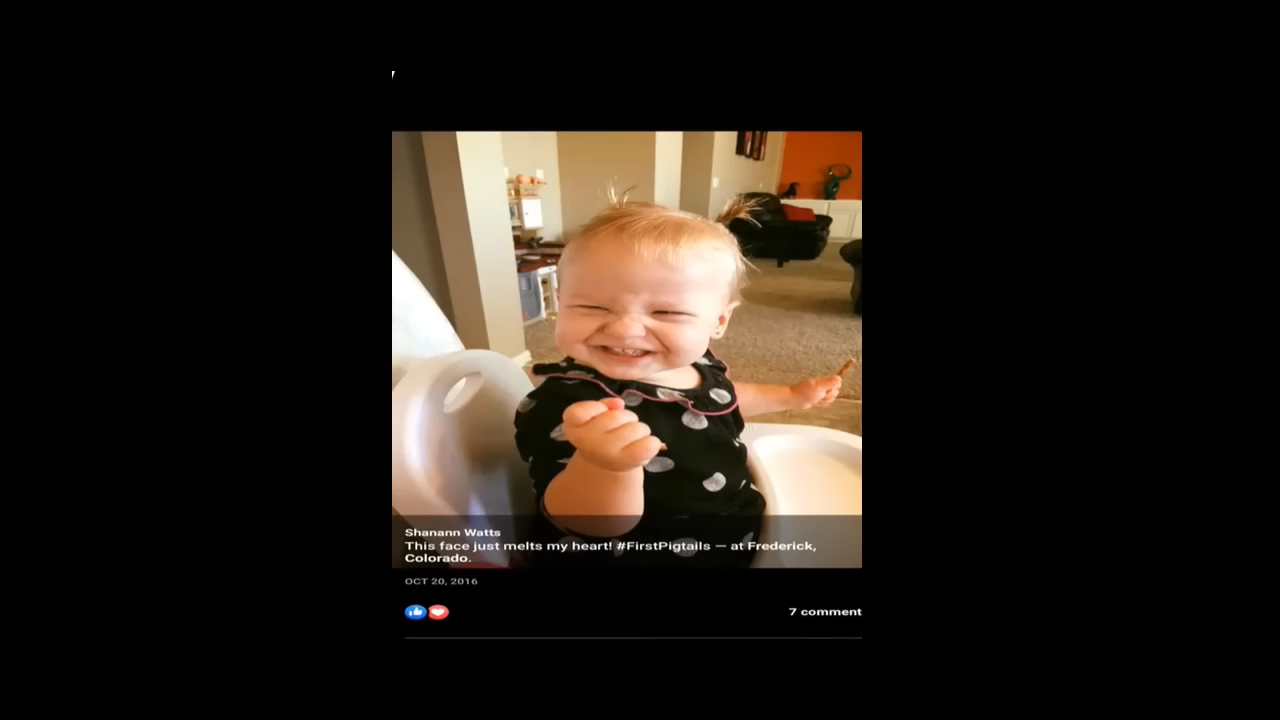 Shanann Watts
This face just melts my heart! #FirstPigtails — at Frederick,
Colorado.
OCT 20, 2016
7 comment